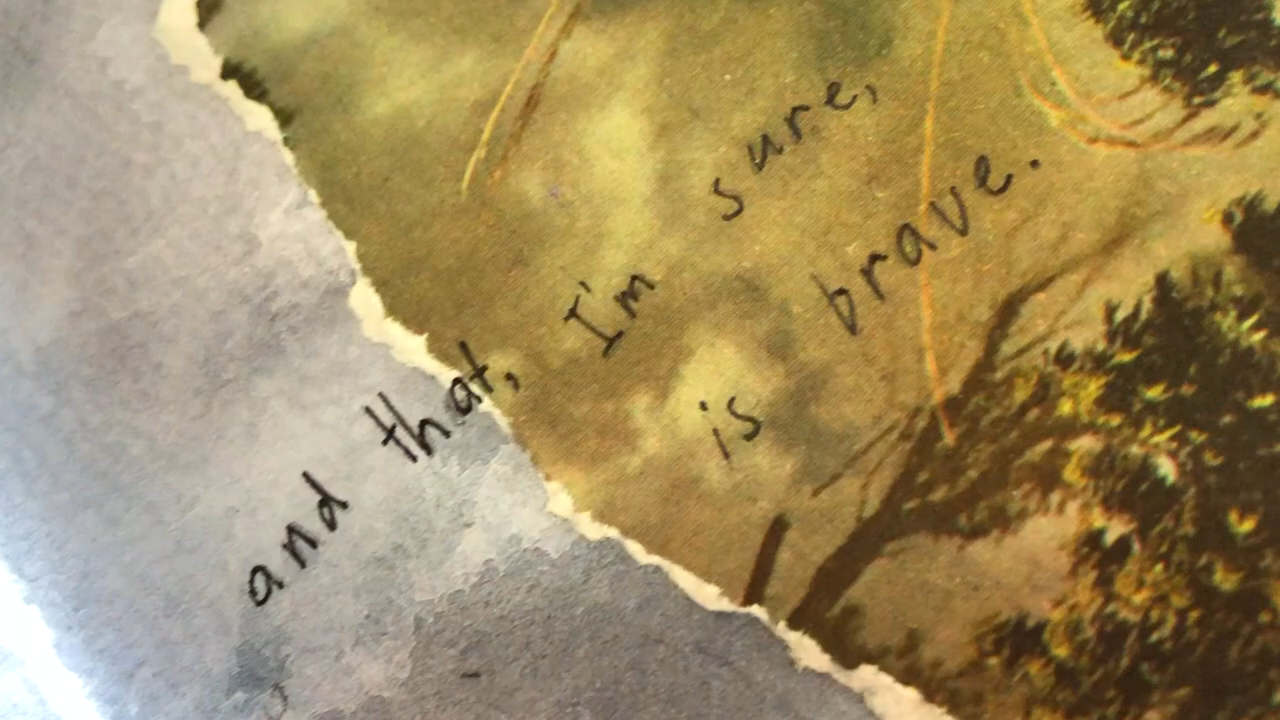 and that, I'm sure,
is brave.